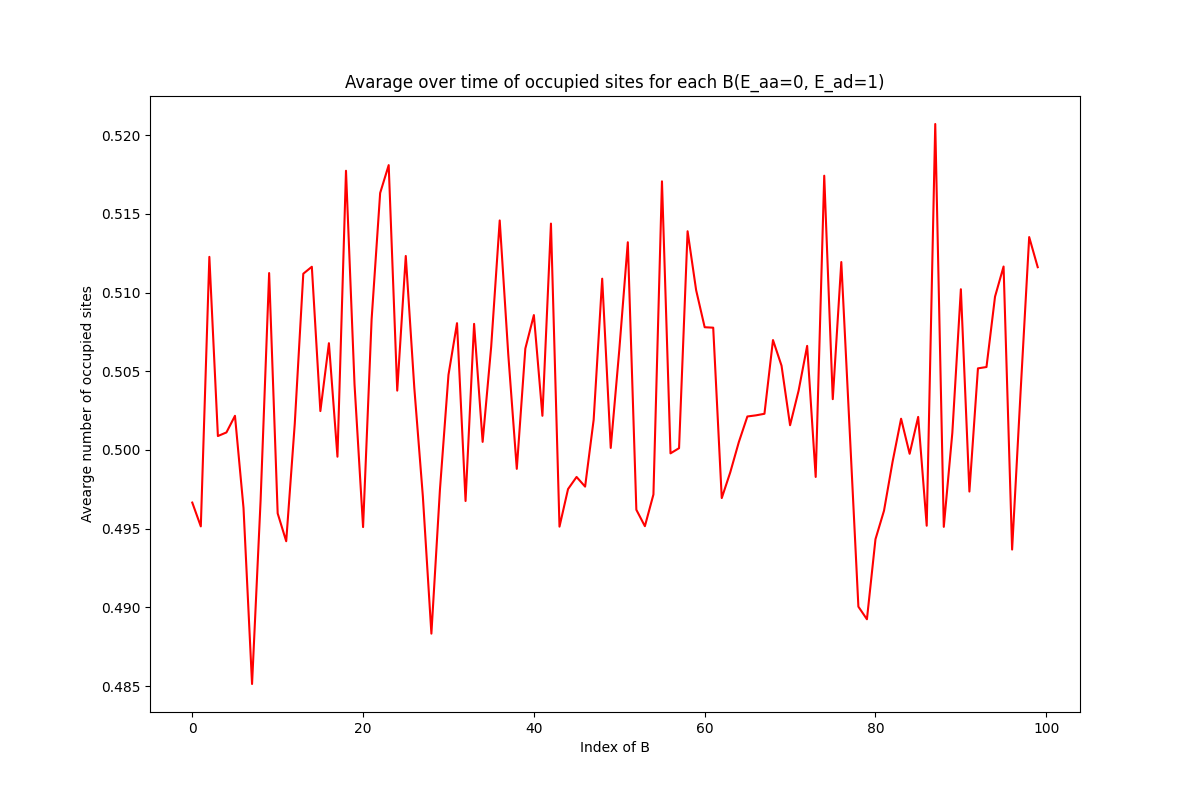 Avarage over time of occupied sites for each B(E_aa=0, E_ad=1)
0.520
0.515
0.510
0.505
0.500
0.495
0.490
0.485
Avearge number of occupied sites
0 20 40 60 80 100
Index of B